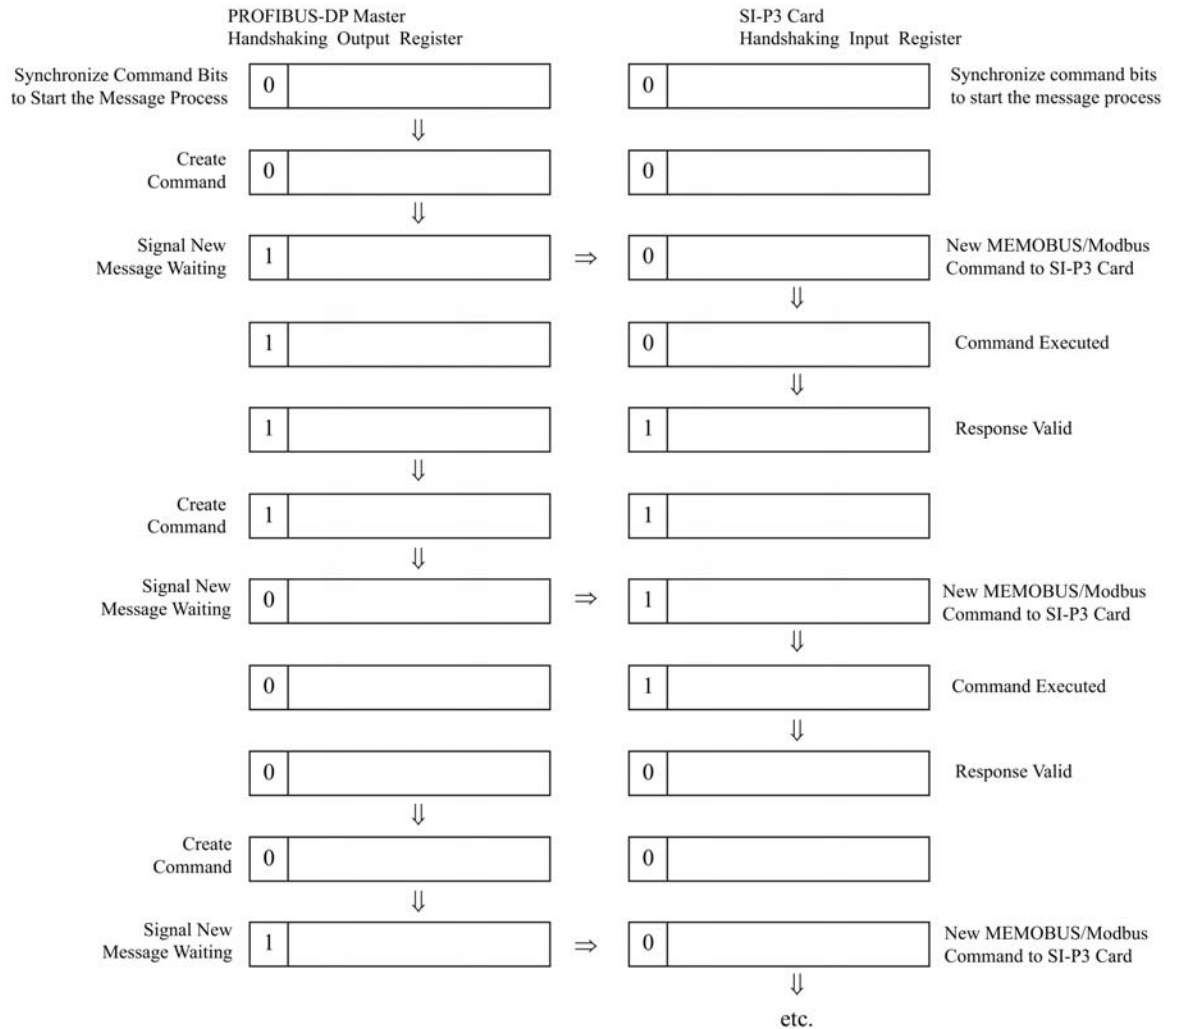 PROFIBUS-DP Master
Handshaking Output Register
SI-P3 Card
Handshaking Input Register
Synchronize Command Bits
to Start the Message Process
0
0
Synchronize command bits
to start the message process
⇓
Create
Command
0
0
⇓
Signal New
Message Waiting
1
⇒
0
New MEMOBUS/Modbus
Command to SI-P3 Card
⇓
1
0
Command Executed
⇓
1
1
Response Valid
⇓
Create
Command
1
1
⇓
Signal New
Message Waiting
0
⇒
1
New MEMOBUS/Modbus
Command to SI-P3 Card
⇓
0
1
Command Executed
⇓
0
0
Response Valid
⇓
Create
Command
0
0
⇓
Signal New
Message Waiting
1
⇒
0
New MEMOBUS/Modbus
Command to SI-P3 Card
⇓
etc.